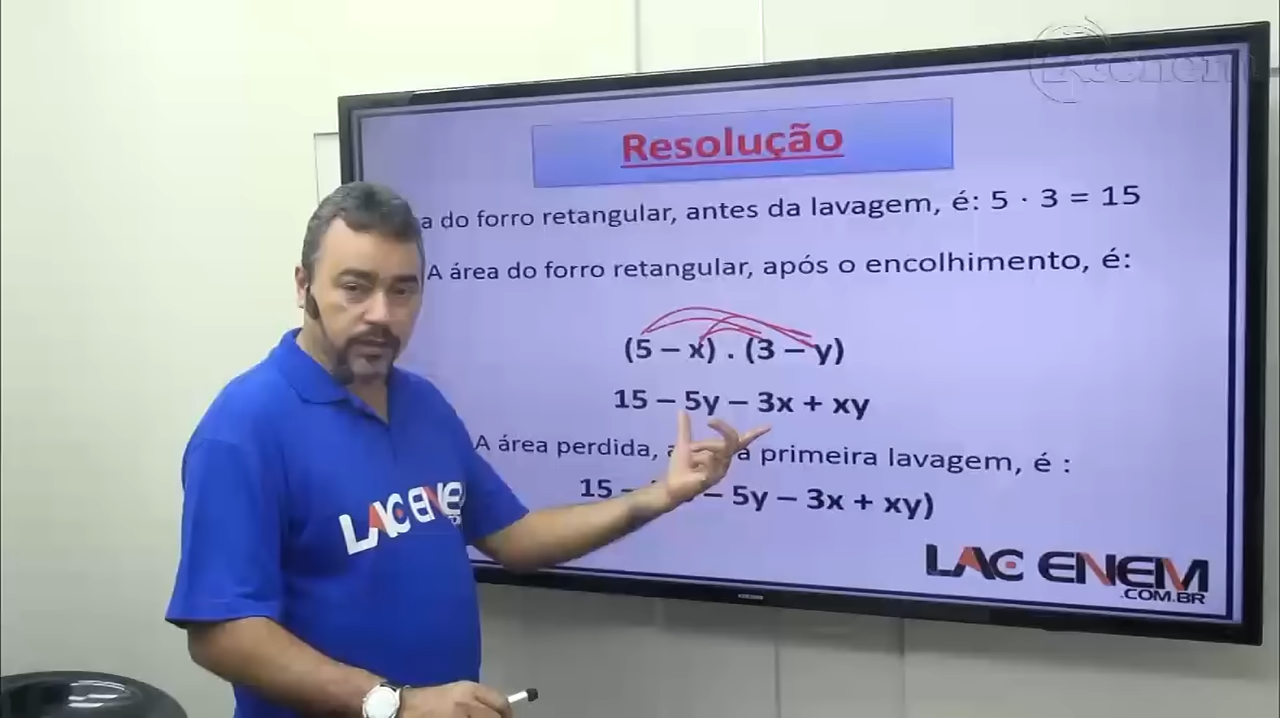 Resolução
a do forro retangular, antes da lavagem, é: 5 · 3 = 15
A área do forro retangular, após o encolhimento, é:
(5 – x) . (3 – y)
15 – 5y – 3x + xy
A área perdida, a primeira lavagem, é :
15 – – 5y – 3x + xy)
LAC ENEM
LAC ENEM
.COM.BR